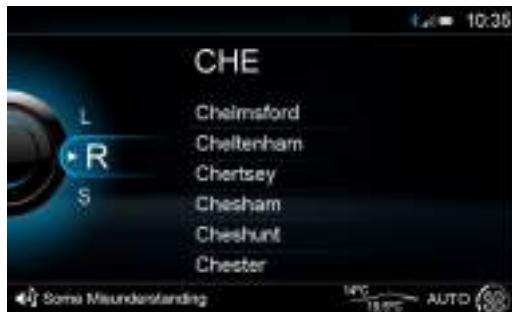 10:35
CHE
L
R
S
Chelmsford
Cheltenham
Chertsey
Chesham
Cheshunt
Chester
Some Misunderstanding
AUTO